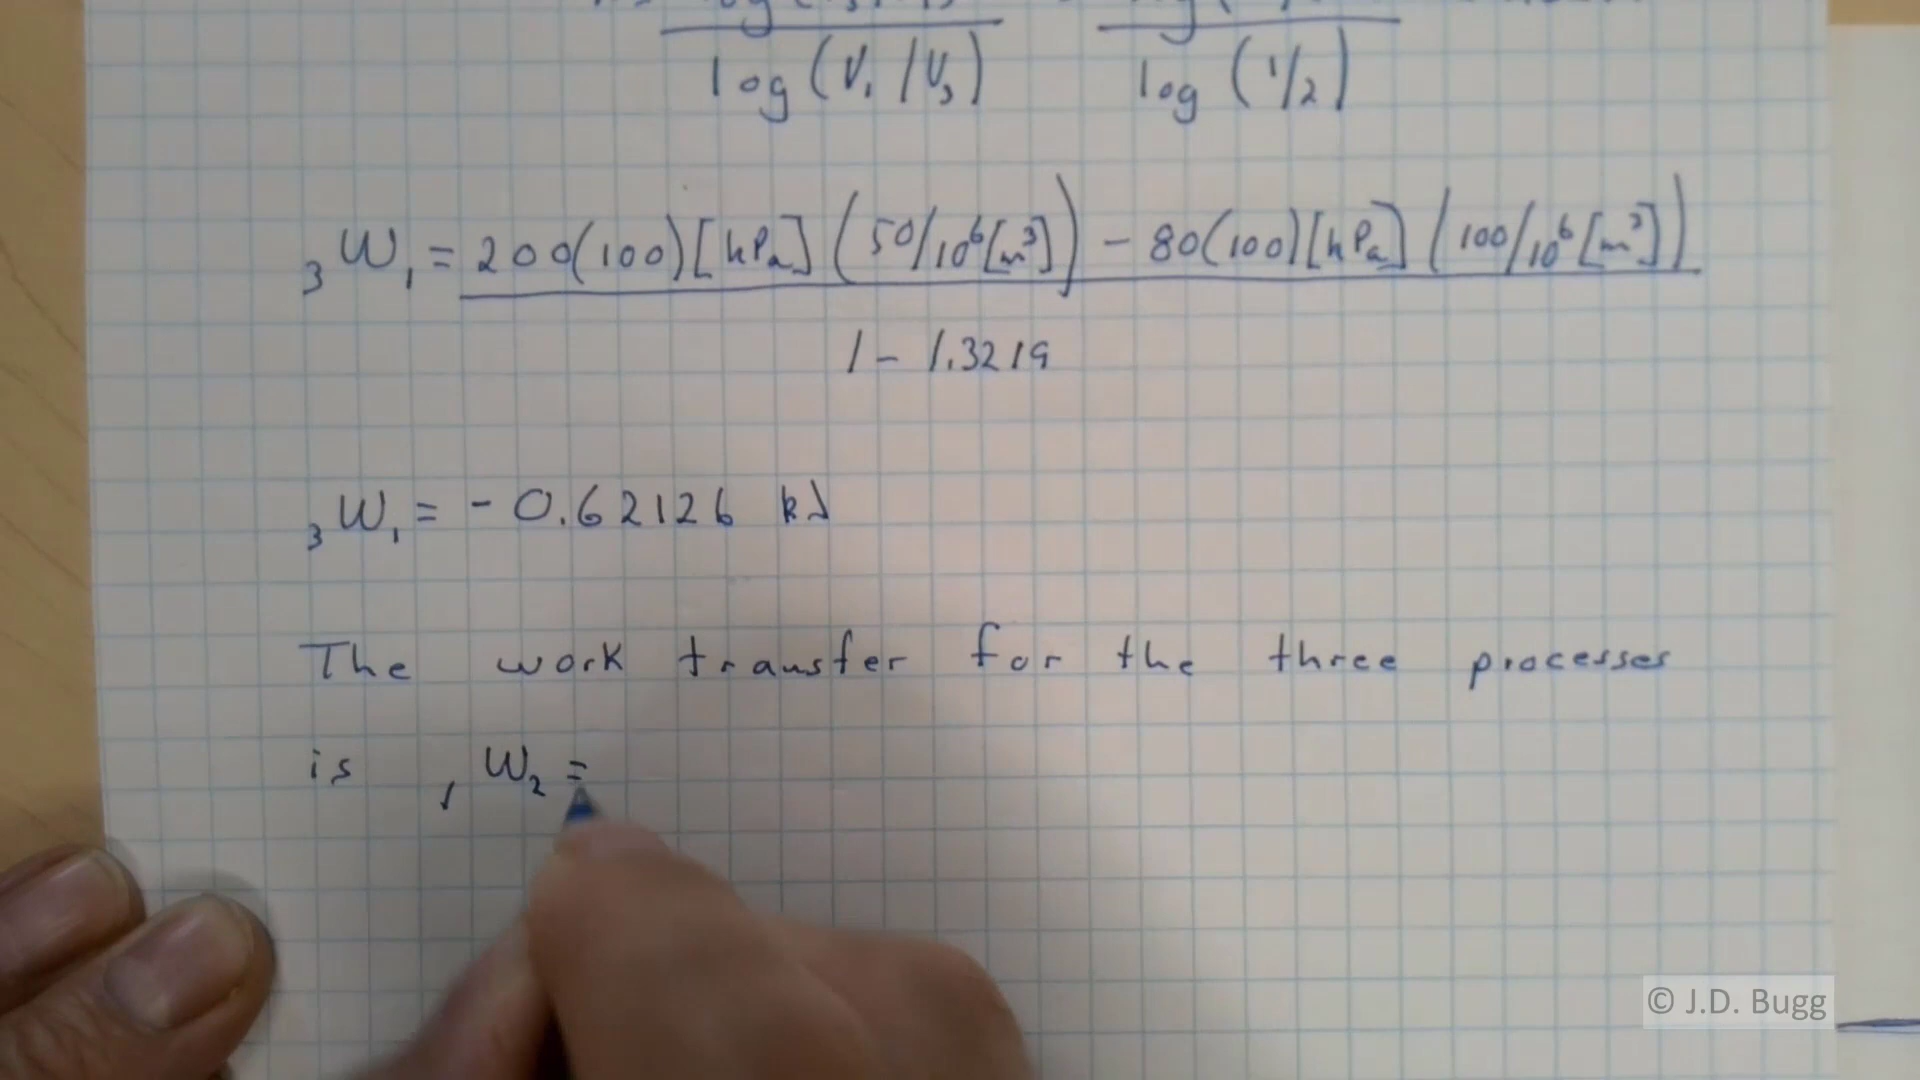 log (V₁/V₃) log (1/2)
₃W₁ = 200(100)[kPa](50/10⁶[m³]) - 80(100)[kPa](100/10⁶[m³])
1 - 1.3219
₃W₁ = -0.62126 kJ
The work transfer for the three processes
is ₁W₂ =
© J.D. Bugg